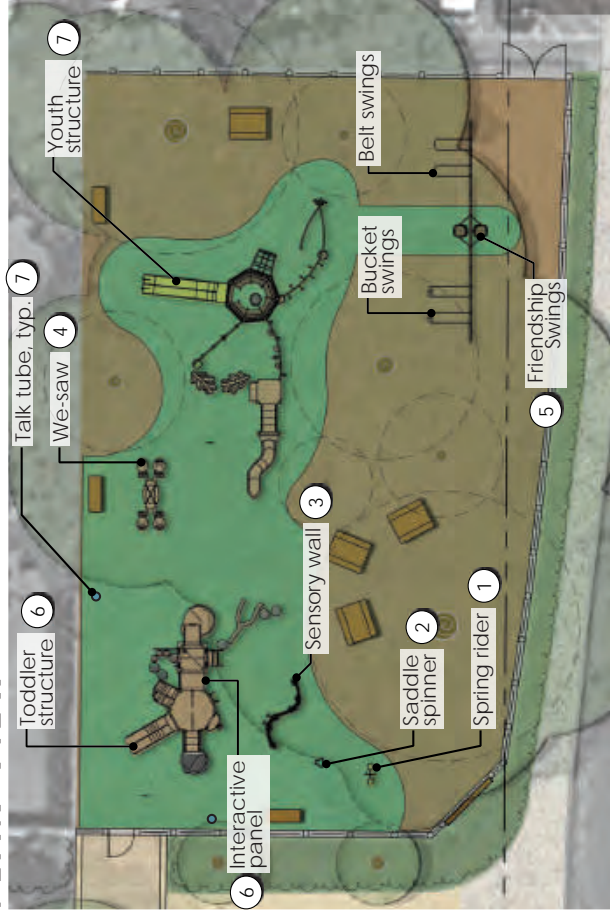 Toddler
structure
6
Talk tube, typ.
7
We-saw
4
Youth
structure
7
6
Interactive
panel
Sensory wall
3
Bucket
swings
Belt swings
Saddle
spinner
2
Spring rider
1
5
Friendship
Swings